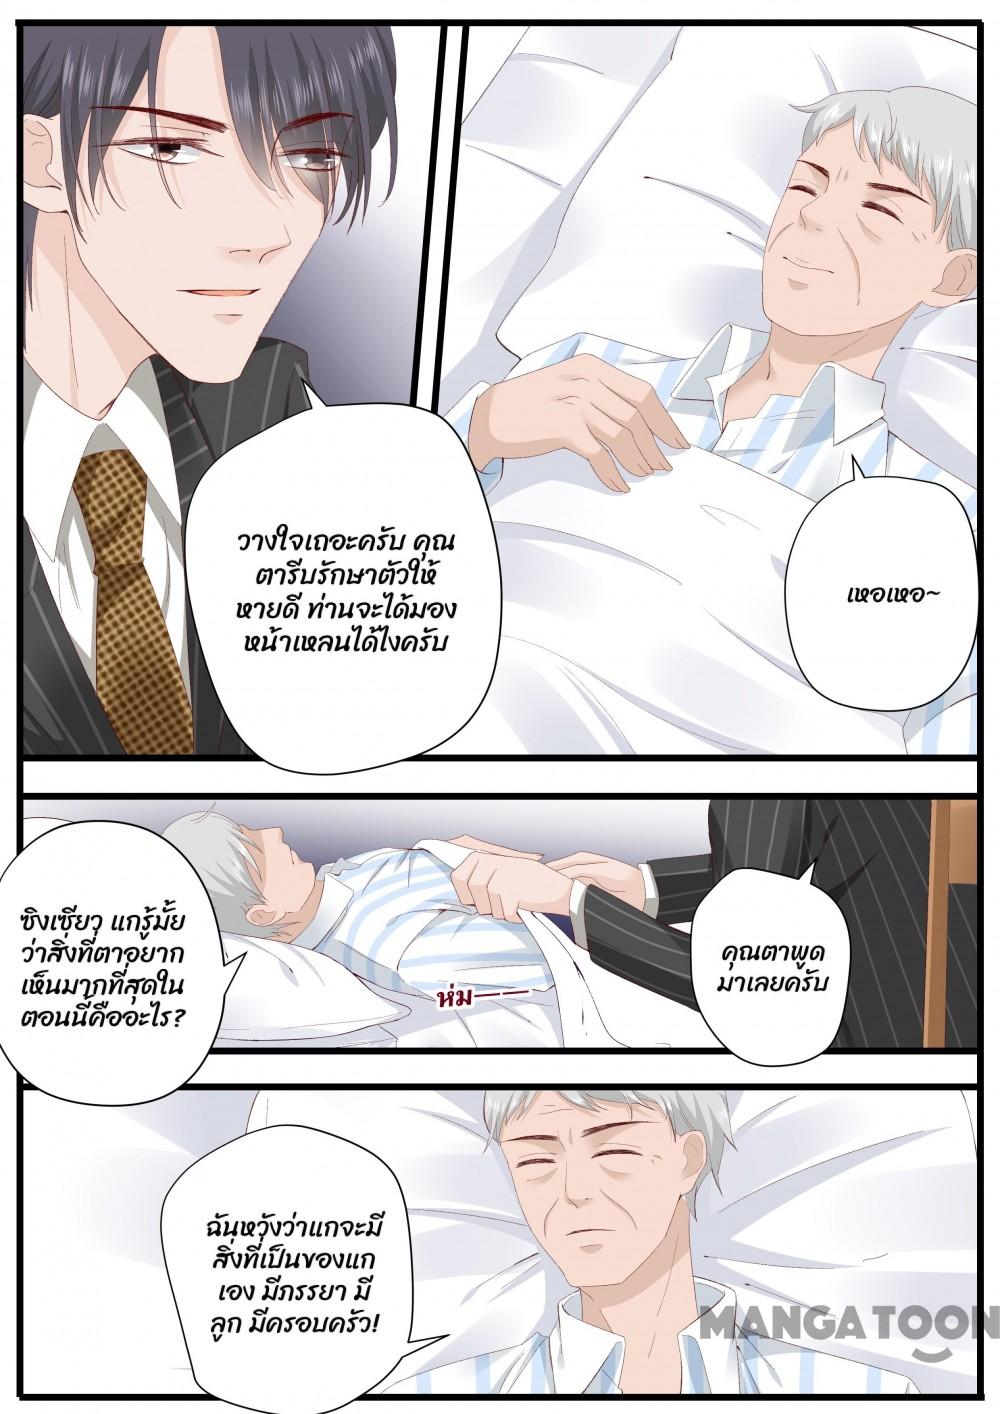 วางใจเถอะครับ คุณ
ตารีบรักษาตัวให้
หายดี ท่านจะได้มอง
หน้าเหลนได้ไงครับ
เหอเหอ~
ซิงเซียว แกรู้มั้ย
ว่าสิ่งที่ตาอยาก
เห็นมากที่สุดใน
ตอนนี้คืออะไร?
ห่ม——
คุณตาพูด
มาเลยครับ
ฉันหวังว่าแกจะมี
สิ่งที่เป็นของแก
เอง มีภรรยา มี
ลูก มีครอบครัว!
MANGATOON